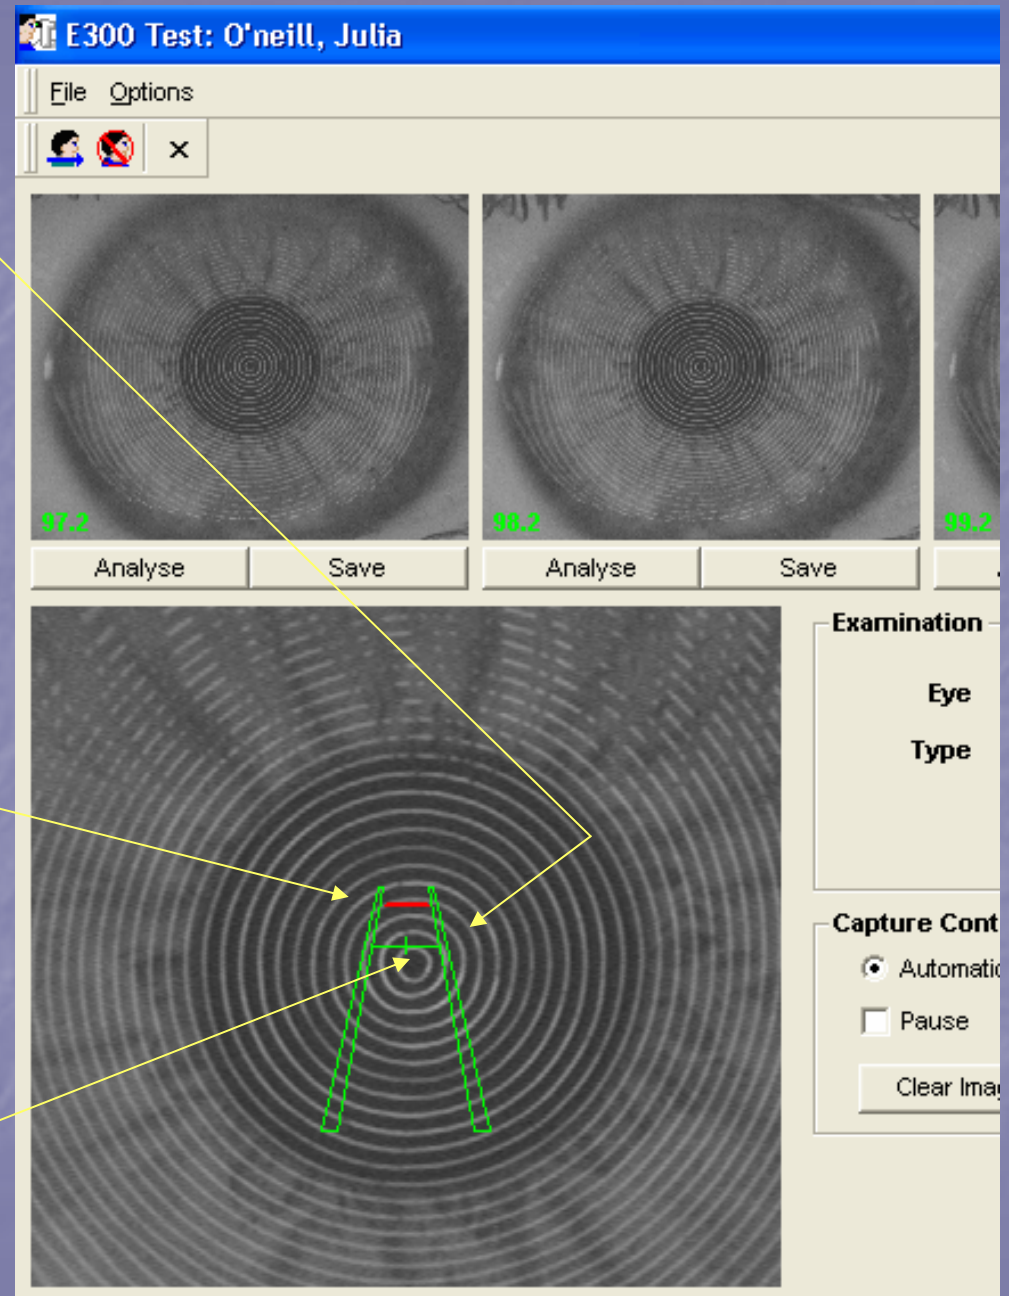 E300 Test: O'neill, Julia
File Options
97.2 98.2 99.2
Analyse Save Analyse Save
Examination
Eye
Type
Capture Cont
Automatic
Pause
Clear Ima